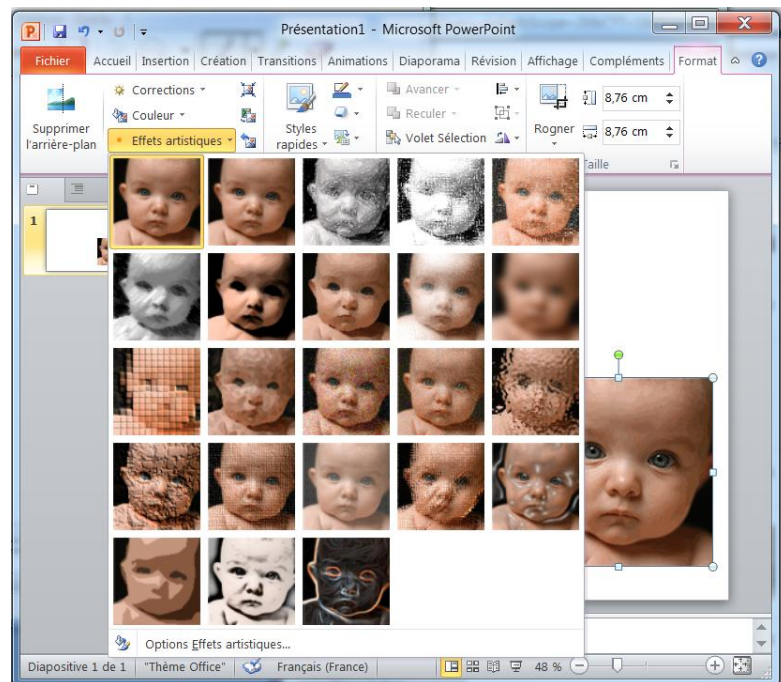 Présentation1 - Microsoft PowerPoint
Fichier Accueil Insertion Création Transitions Animations Diaporama Révision Affichage Compléments Format
Supprimer l'arrière-plan
Corrections
Couleur
Effets artistiques
Styles rapides
Avancer
Reculer
Volet Sélection
Rogner
8,76 cm
8,76 cm
Taille
1
Options Effets artistiques...
Diapositive 1 de 1 "Thème Office" Français (France) 48 %